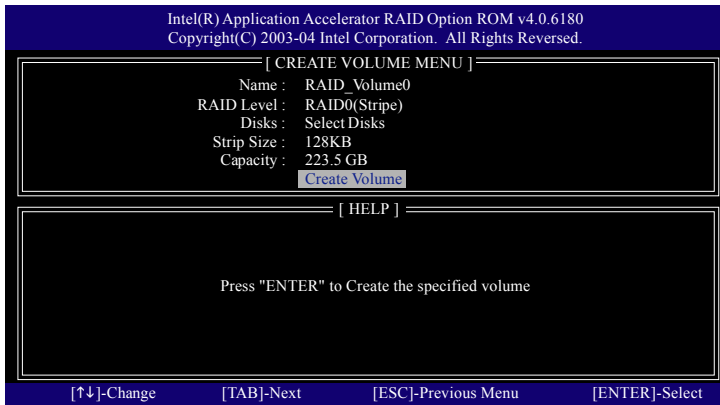 Intel(R) Application Accelerator RAID Option ROM v4.0.6180
Copyright(C) 2003-04 Intel Corporation. All Rights Reversed.
[ CREATE VOLUME MENU ]
Name : RAID_Volume0
RAID Level : RAID0(Stripe)
Disks : Select Disks
Strip Size : 128KB
Capacity : 223.5 GB
Create Volume
[ HELP ]
Press "ENTER" to Create the specified volume
[↑↓]-Change [TAB]-Next [ESC]-Previous Menu [ENTER]-Select